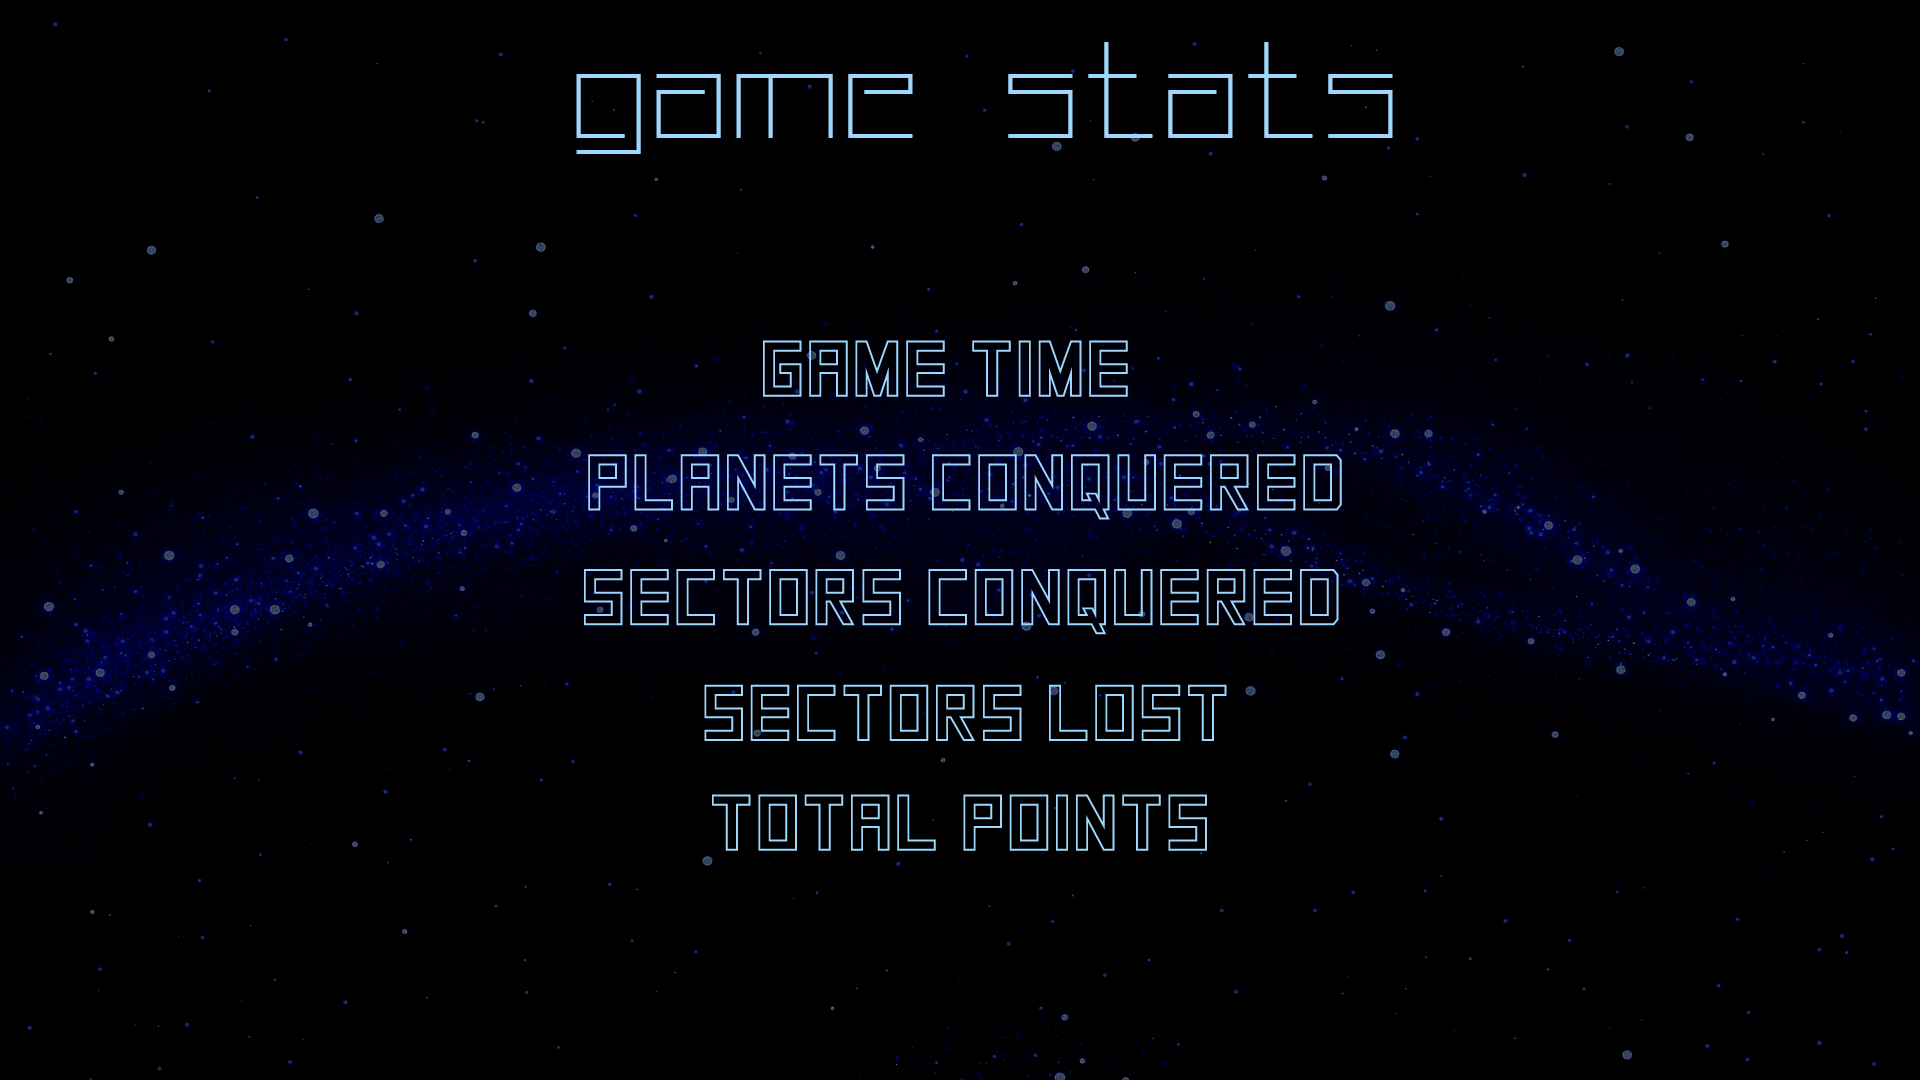 game stats
GAME TIME
PLANETS CONQUERED
SECTORS CONQUERED
SECTORS LOST
TOTAL POINTS